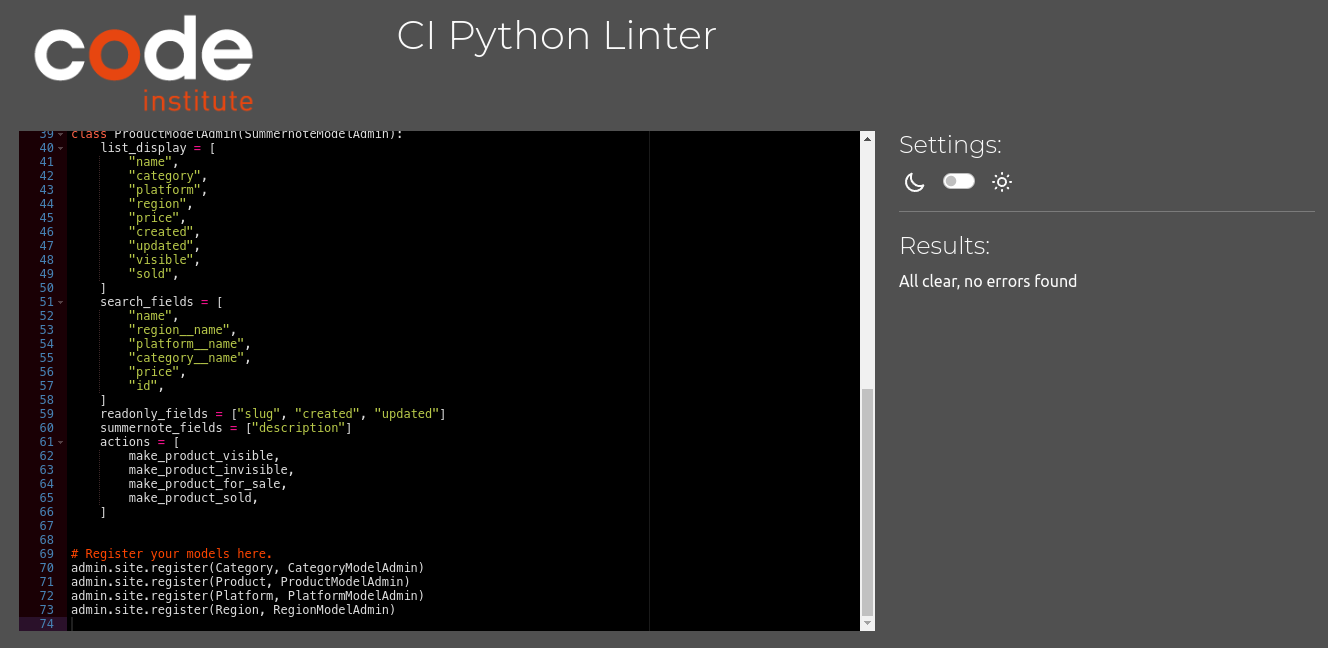 code
institute
CI Python Linter
39 class ProductModelAdmin(SummernoteModelAdmin):
40 list_display = [
41 "name",
42 "category",
43 "platform",
44 "region",
45 "price",
46 "created",
47 "updated",
48 "visible",
49 "sold",
50 ]
51 search_fields = [
52 "name",
53 "region__name",
54 "platform__name",
55 "category__name",
56 "price",
57 "id",
58 ]
59 readonly_fields = ["slug", "created", "updated"]
60 summernote_fields = ["description"]
61 actions = [
62 make_product_visible,
63 make_product_invisible,
64 make_product_for_sale,
65 make_product_sold,
66 ]
67
68
69 # Register your models here.
70 admin.site.register(Category, CategoryModelAdmin)
71 admin.site.register(Product, ProductModelAdmin)
72 admin.site.register(Platform, PlatformModelAdmin)
73 admin.site.register(Region, RegionModelAdmin)
74
Settings:
Results:
All clear, no errors found